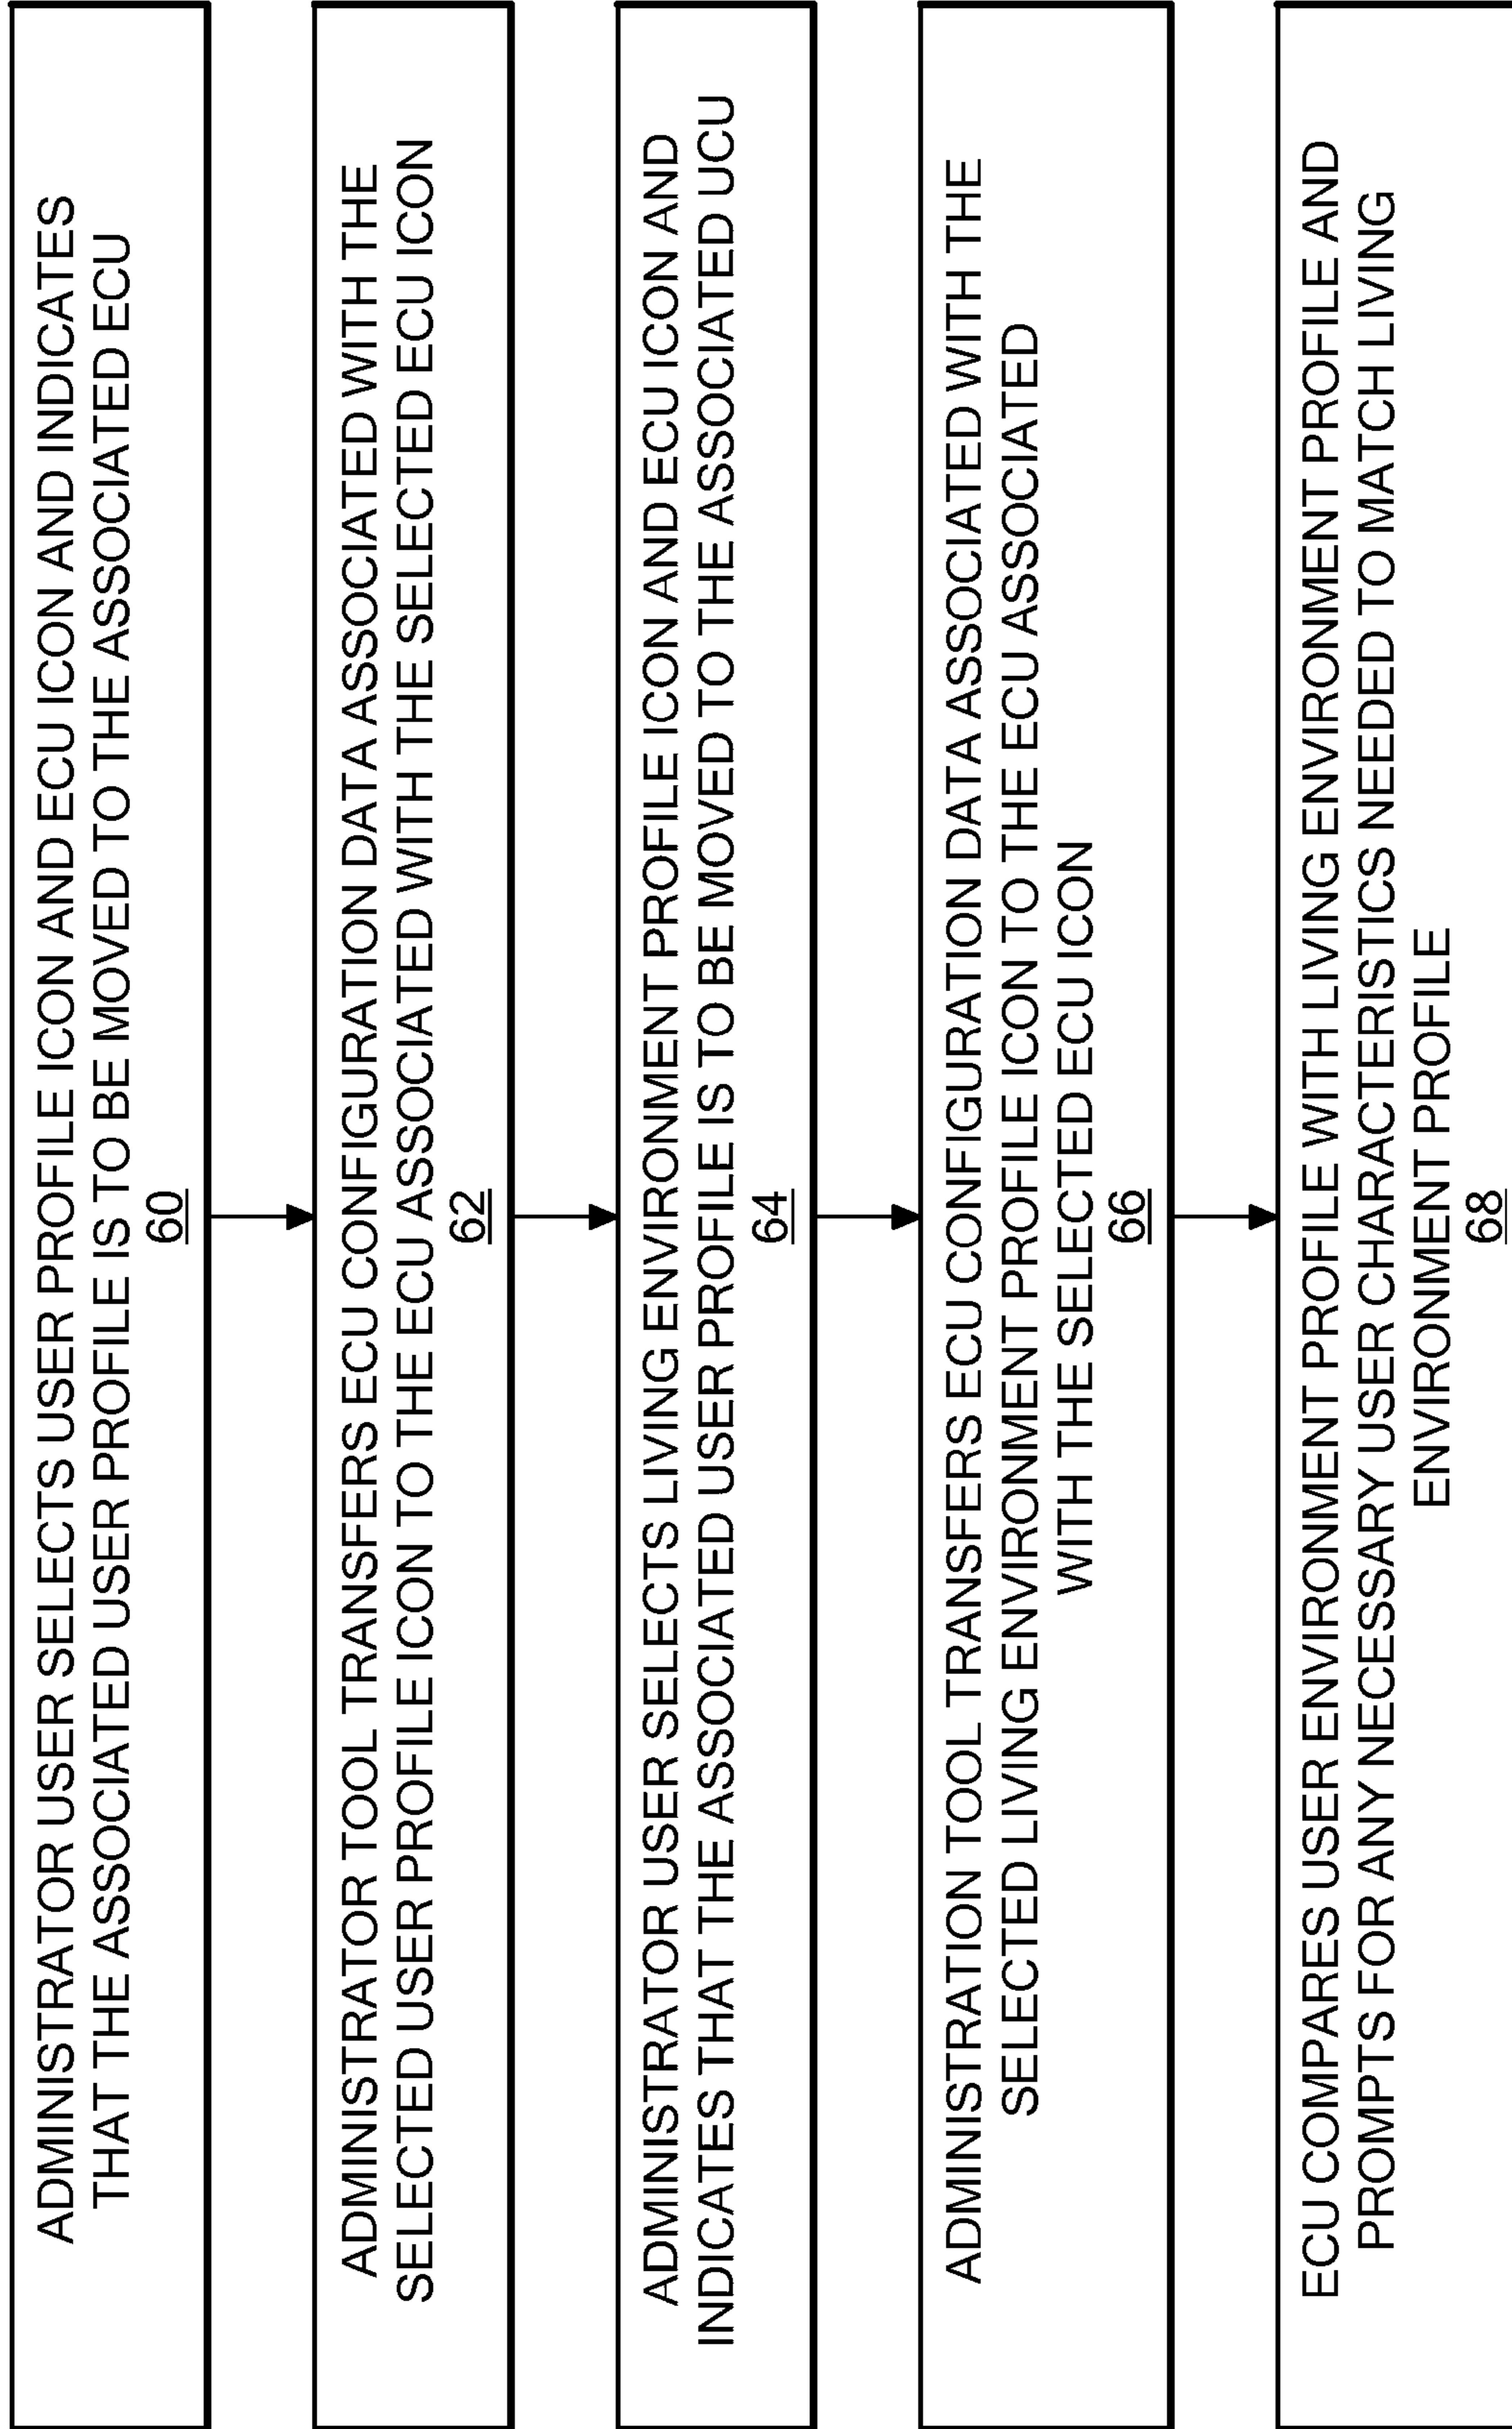 ADMINISTRATOR USER SELECTS USER PROFILE ICON AND ECU ICON AND INDICATES
THAT THE ASSOCIATED USER PROFILE IS TO BE MOVED TO THE ASSOCIATED ECU
60
ADMINISTRATOR TOOL TRANSFERS ECU CONFIGURATION DATA ASSOCIATED WITH THE
SELECTED USER PROFILE ICON TO THE ECU ASSOCIATED WITH THE SELECTED ECU ICON
62
ADMINISTRATOR USER SELECTS LIVING ENVIRONMENT PROFILE ICON AND ECU ICON AND
INDICATES THAT THE ASSOCIATED USER PROFILE IS TO BE MOVED TO THE ASSOCIATED UCU
64
ADMINISTRATION TOOL TRANSFERS ECU CONFIGURATION DATA ASSOCIATED WITH THE
SELECTED LIVING ENVIRONMENT PROFILE ICON TO THE ECU ASSOCIATED
WITH THE SELECTED ECU ICON
66
ECU COMPARES USER ENVIRONMENT PROFILE WITH LIVING ENVIRONMENT PROFILE AND
PROMPTS FOR ANY NECESSARY USER CHARACTERISTICS NEEDED TO MATCH LIVING
ENVIRONMENT PROFILE
68